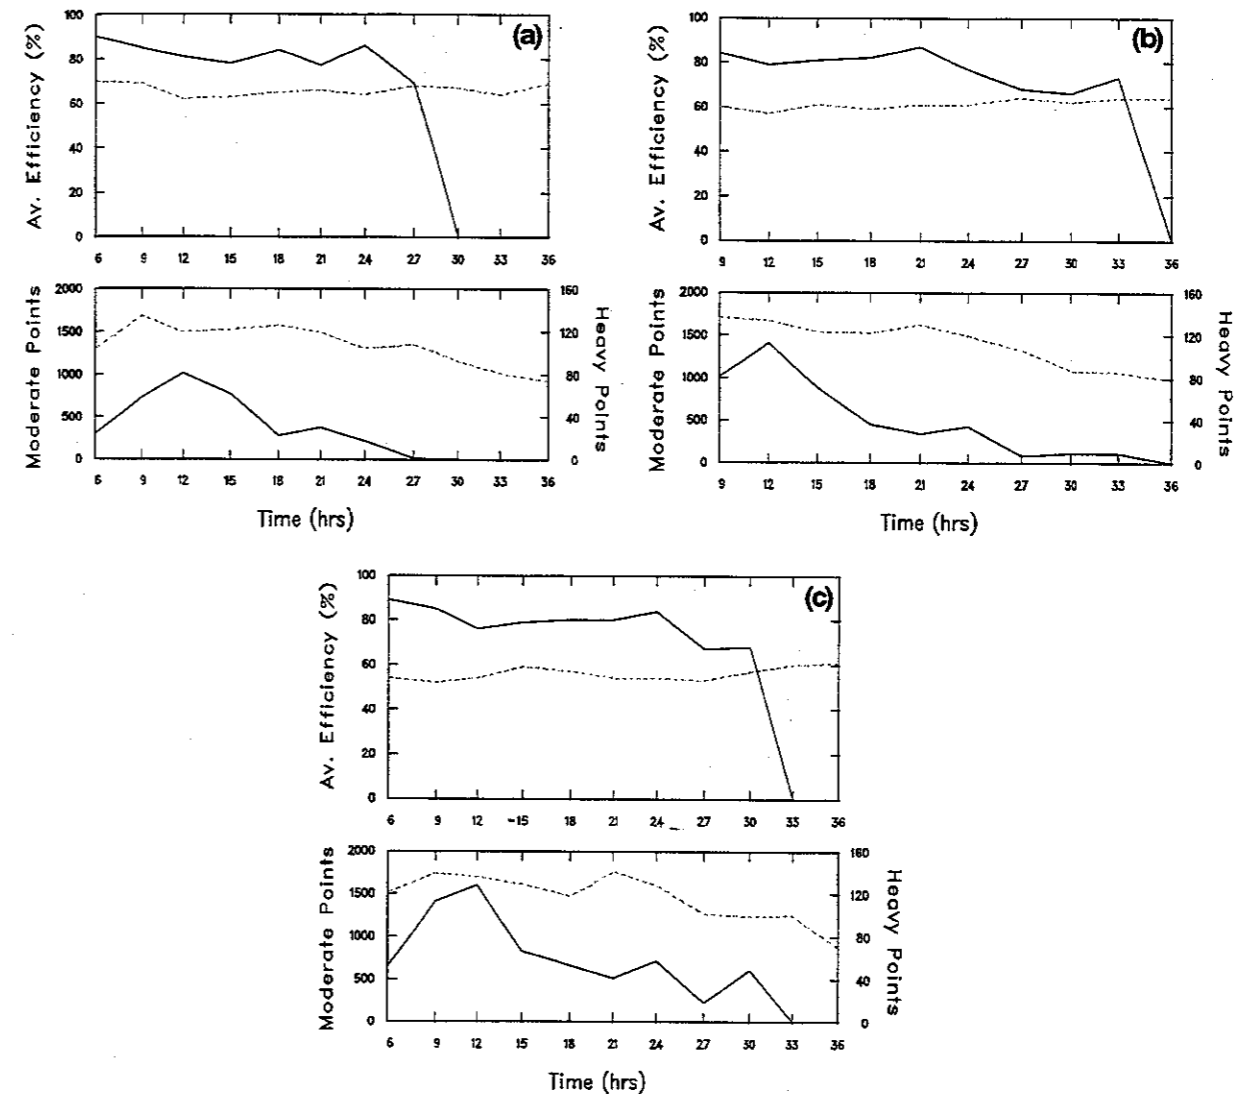 (a)
Av. Efficiency (%)
100
80
60
40
20
0
6 9 12 15 18 21 24 27 30 33 36
Moderate Points
2000
1500
1000
500
0
Heavy Points
160
120
80
40
0
6 9 12 15 18 21 24 27 30 33 36
Time (hrs)
(b)
Av. Efficiency (%)
100
80
60
40
20
0
9 12 15 18 21 24 27 30 33 36
Moderate Points
2000
1500
1000
500
0
Heavy Points
160
120
80
40
0
9 12 15 18 21 24 27 30 33 36
Time (hrs)
(c)
Av. Efficiency (%)
100
80
60
40
20
0
6 9 12 15 18 21 24 27 30 33 36
Moderate Points
2000
1500
1000
500
0
Heavy Points
160
120
80
40
0
6 9 12 15 18 21 24 27 30 33 36
Time (hrs)